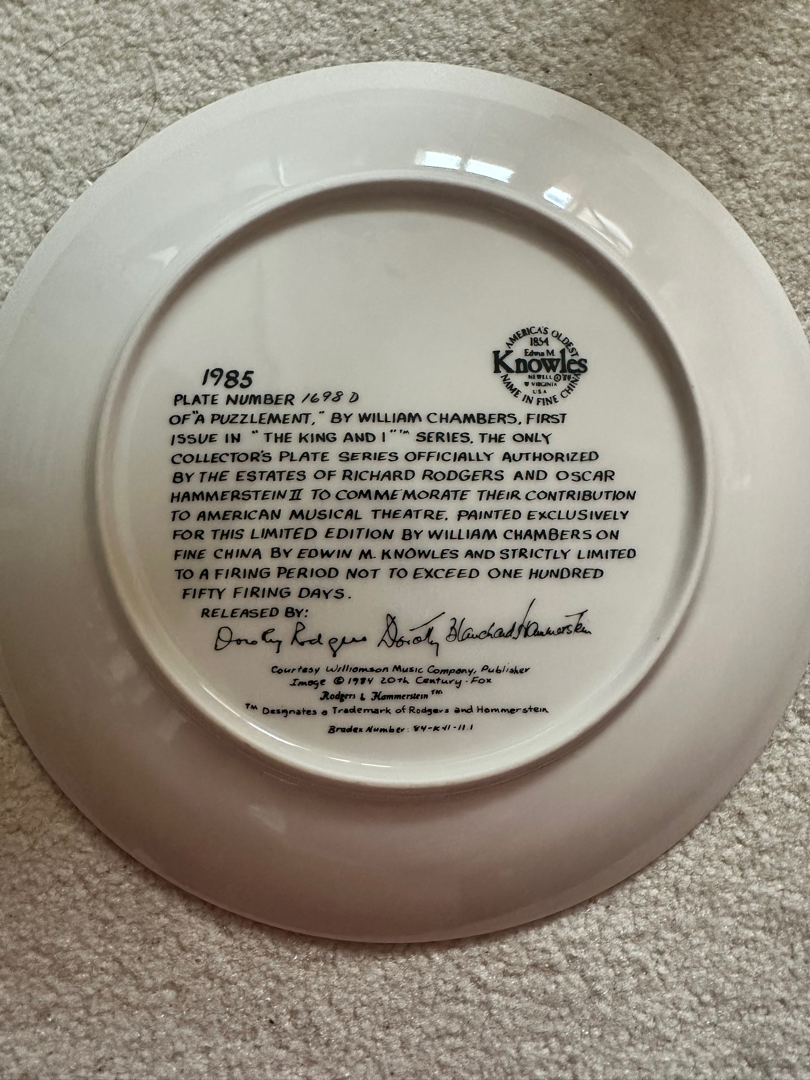 AMERICA'S OLDEST
1854
Edwin M.
Knowles
NEWELL
W VIRGINIA
U.S.A.
NAME IN FINE CHINA
1985
PLATE NUMBER 1698 D
OF "A PUZZLEMENT," BY WILLIAM CHAMBERS, FIRST
ISSUE IN "THE KING AND I"™ SERIES, THE ONLY
COLLECTOR'S PLATE SERIES OFFICIALLY AUTHORIZED
BY THE ESTATES OF RICHARD RODGERS AND OSCAR
HAMMERSTEIN II TO COMMEMORATE THEIR CONTRIBUTION
TO AMERICAN MUSICAL THEATRE. PAINTED EXCLUSIVELY
FOR THIS LIMITED EDITION BY WILLIAM CHAMBERS ON
FINE CHINA BY EDWIN M. KNOWLES AND STRICTLY LIMITED
TO A FIRING PERIOD NOT TO EXCEED ONE HUNDRED
FIFTY FIRING DAYS.
RELEASED BY:
Dorothy Rodgers Dorothy Blanchard Hammerstein
Courtesy Williamson Music Company, Publisher
Image © 1984 20th Century-Fox
Rodgers & Hammerstein™
™ Designates a Trademark of Rodgers and Hammerstein
Bradex Number: 84-K41-11.1